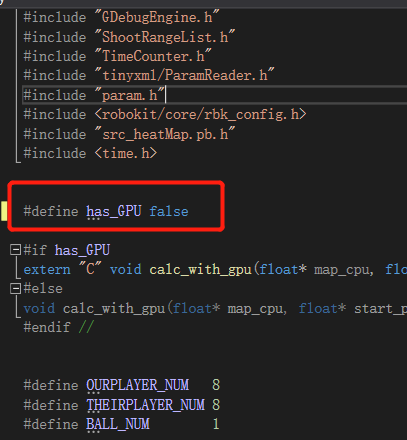 #include "GDebugEngine.h"
#include "ShootRangeList.h"
#include "TimeCounter.h"
#include "tinyxml/ParamReader.h"
#include "param.h"
#include <robokit/core/rbk_config.h>
#include "src_heatMap.pb.h"
#include <time.h>
#define has_GPU false
#if has_GPU
extern "C" void calc_with_gpu(float* map_cpu, flo
#else
void calc_with_gpu(float* map_cpu, float* start_p
#endif //
#define OURPLAYER_NUM 8
#define THEIRPLAYER_NUM 8
#define BALL_NUM 1